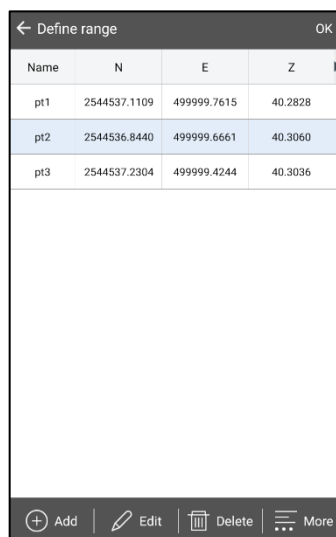 Define range OK
Name N E Z
pt1 2544537.1109 499999.7615 40.2828
pt2 2544536.8440 499999.6661 40.3060
pt3 2544537.2304 499999.4244 40.3036
Add Edit Delete More